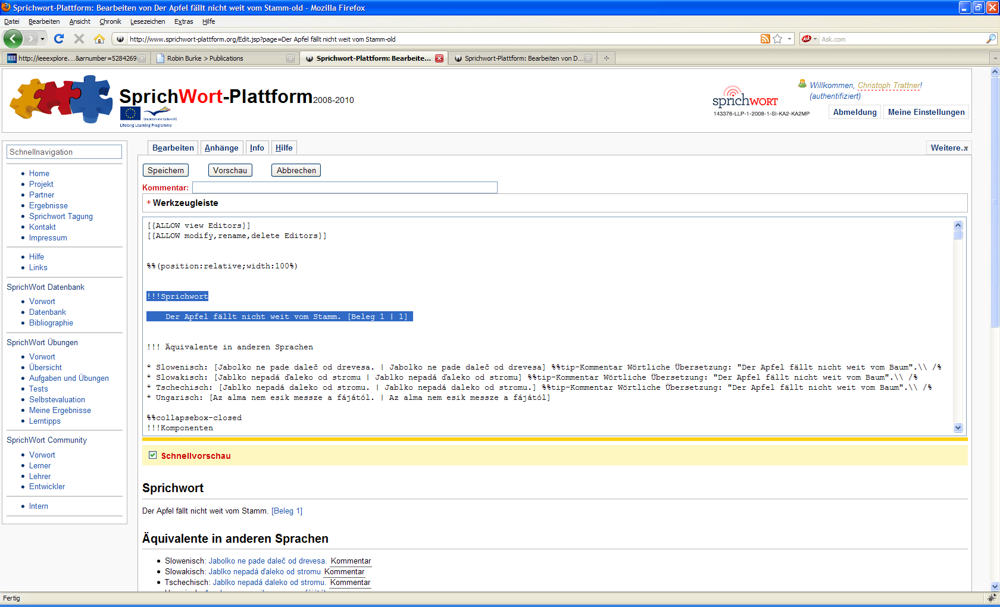 Sprichwort-Plattform: Bearbeiten von Der Apfel fällt nicht weit vom Stamm-old - Mozilla Firefox
Datei Bearbeiten Ansicht Chronik Lesezeichen Extras Hilfe
http://www.sprichwort-plattform.org/Edit.jsp?page=Der Apfel fällt nicht weit vom Stamm-old
Ask Ask.com
IEEE http://ieeexplore....&arnumber=5284269
Robin Burke > Publications
Sprichwort-Plattform: Bearbeite...
Sprichwort-Plattform: Bearbeiten von D...
SprichWort-Plattform2008-2010
Education and Culture DG
Lifelong Learning Programme
sprichWORT
143376-LLP-1-2008-1-SI-KA2-KA2MP
Willkommen, Christoph Trattner!
(authentifiziert)
Abmeldung Meine Einstellungen
Schnellnavigation
Home
Projekt
Partner
Ergebnisse
Sprichwort Tagung
Kontakt
Impressum
Hilfe
Links
SprichWort Datenbank
Vorwort
Datenbank
Bibliographie
SprichWort Übungen
Vorwort
Übersicht
Aufgaben und Übungen
Tests
Selbstevaluation
Meine Ergebnisse
Lerntipps
SprichWort Community
Vorwort
Lerner
Lehrer
Entwickler
Intern
Bearbeiten Anhänge Info Hilfe Weitere..
Speichern Vorschau Abbrechen
Kommentar:
+ Werkzeugleiste
[{ALLOW view Editors}]
[{ALLOW modify,rename,delete Editors}]
%%(position:relative;width:100%)
!!!Sprichwort
Der Apfel fällt nicht weit vom Stamm. [Beleg 1 | 1]
!!! Äquivalente in anderen Sprachen
* Slowenisch: [Jabolko ne pade daleč od drevesa. | Jabolko ne pade daleč od drevesa] %%tip-Kommentar Wörtliche Übersetzung: "Der Apfel fällt nicht weit vom Baum".\\ /%
* Slowakisch: [Jablko nepadá ďaleko od stromu | Jablko nepadá ďaleko od stromu] %%tip-Kommentar Wörtliche Übersetzung: "Der Apfel fällt nicht weit vom Baum".\\ /%
* Tschechisch: [Jablko nepadá daleko od stromu. | Jablko nepadá daleko od stromu.] %%tip-Kommentar Wörtliche Übersetzung: "Der Apfel fällt nicht weit vom Baum".\\ /%
* Ungarisch: [Az alma nem esik messze a fájától. | Az alma nem esik messze a fájától]
%%collapsebox-closed
!!!Komponenten
Schnellvorschau
Sprichwort
Der Apfel fällt nicht weit vom Stamm. [Beleg 1]
Äquivalente in anderen Sprachen
Slowenisch: Jabolko ne pade daleč od drevesa. Kommentar
Slowakisch: Jablko nepadá ďaleko od stromu Kommentar
Tschechisch: Jablko nepadá daleko od stromu. Kommentar
Fertig